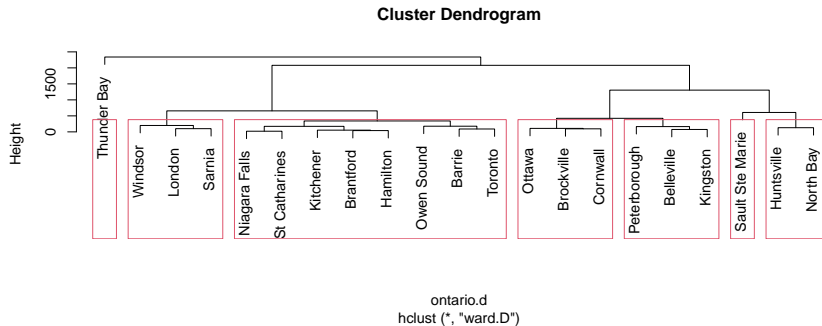 Cluster Dendrogram
Height
0
1500
Thunder Bay
Windsor
London
Sarnia
Niagara Falls
St Catharines
Kitchener
Brantford
Hamilton
Owen Sound
Barrie
Toronto
Ottawa
Brockville
Cornwall
Peterborough
Belleville
Kingston
Sault Ste Marie
Huntsville
North Bay
ontario.d
hclust (*, "ward.D")